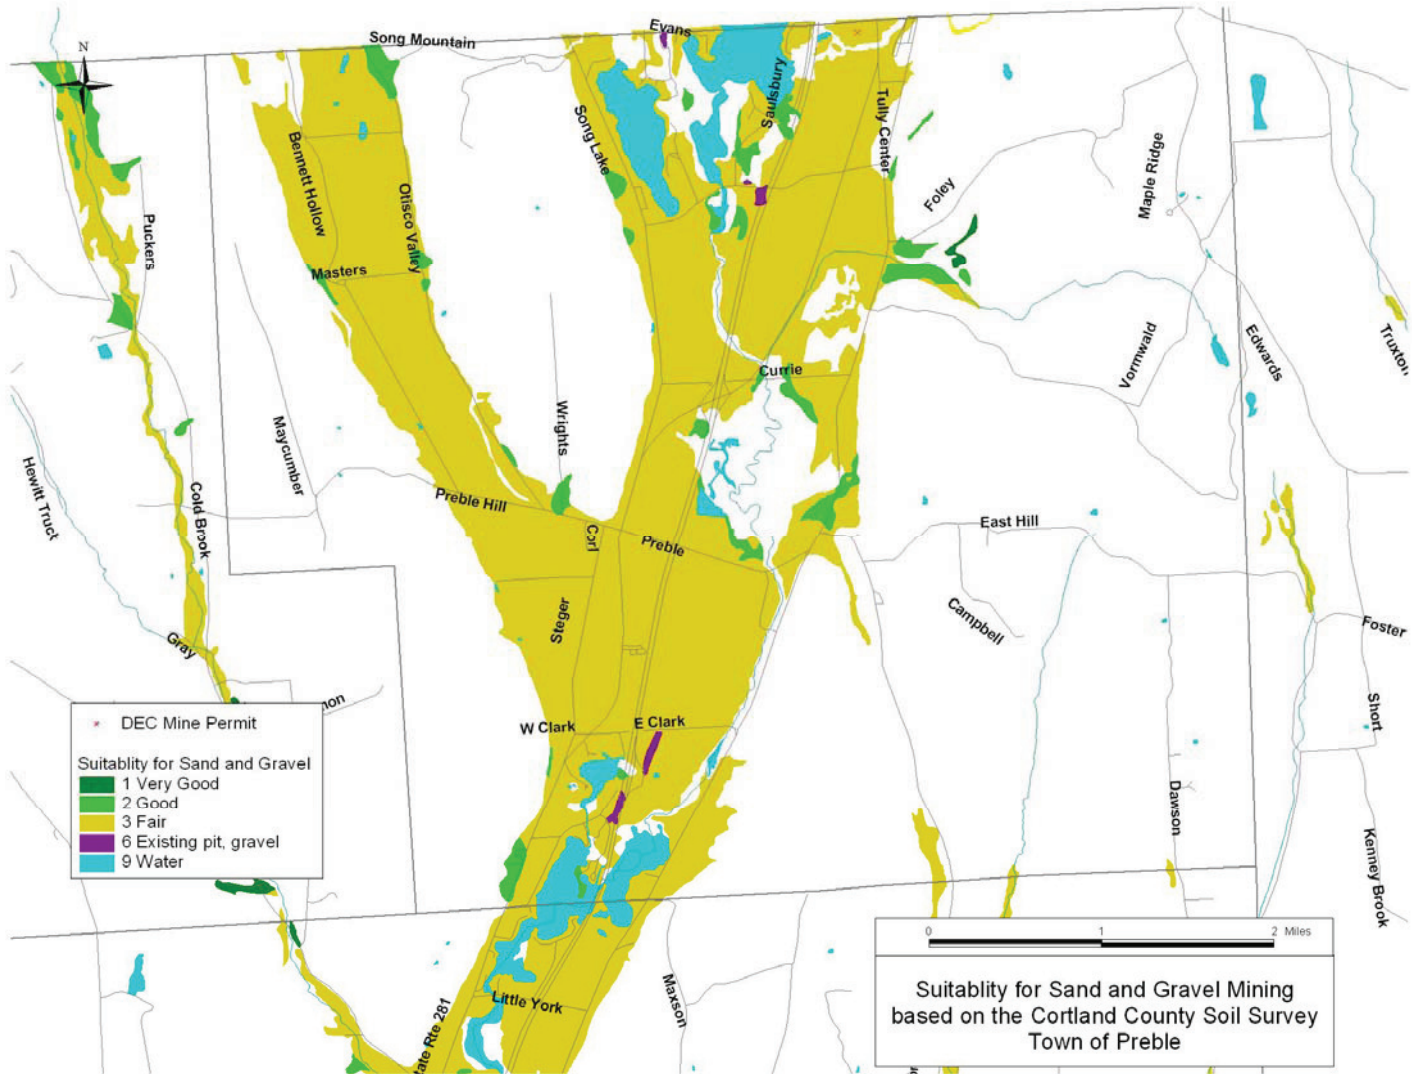 Evans
Song Mountain
N
Saulsbury
Tully Center
Song Lake
Bennett Hollow
Otisco Valley
Maple Ridge
Foley
Puckers
Masters
Vormwald
Edwards
Truxton
Currie
Wrights
Maycumber
Hewitt Truct
Cold Brook
Preble Hill
Corl
Preble
East Hill
Steger
Campbell
Foster
Gray
Short
non
W Clark
E Clark
Dawson
Kenney Brook
DEC Mine Permit
Suitablity for Sand and Gravel
1 Very Good
2 Good
3 Fair
6 Existing pit, gravel
9 Water
Little York
Maxson
tate Rte 281
0 1 2 Miles
Suitablity for Sand and Gravel Mining
based on the Cortland County Soil Survey
Town of Preble